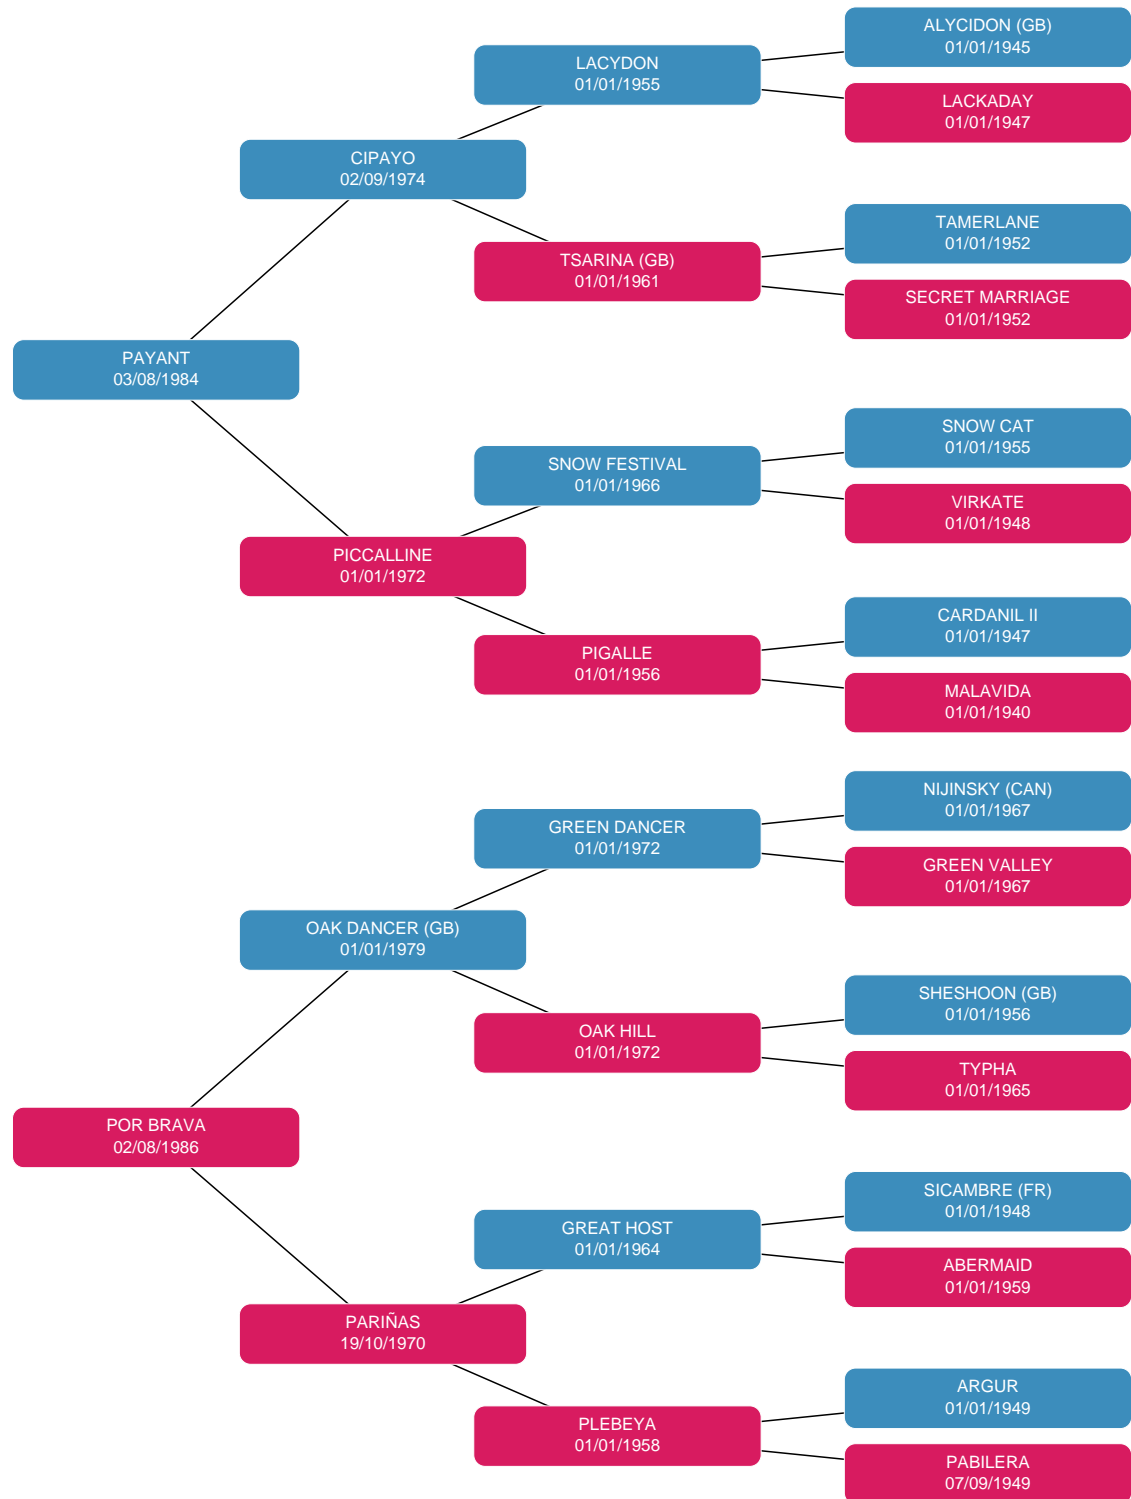 ALYCIDON (GB)
01/01/1945
LACYDON
01/01/1955
LACKADAY
01/01/1947
CIPAYO
02/09/1974
TAMERLANE
01/01/1952
TSARINA (GB)
01/01/1961
SECRET MARRIAGE
01/01/1952
PAYANT
03/08/1984
SNOW CAT
01/01/1955
SNOW FESTIVAL
01/01/1966
VIRKATE
01/01/1948
PICCALLINE
01/01/1972
CARDANIL II
01/01/1947
PIGALLE
01/01/1956
MALAVIDA
01/01/1940
NIJINSKY (CAN)
01/01/1967
GREEN DANCER
01/01/1972
GREEN VALLEY
01/01/1967
OAK DANCER (GB)
01/01/1979
SHESHOON (GB)
01/01/1956
OAK HILL
01/01/1972
TYPHA
01/01/1965
POR BRAVA
02/08/1986
SICAMBRE (FR)
01/01/1948
GREAT HOST
01/01/1964
ABERMAID
01/01/1959
PARIÑAS
19/10/1970
ARGUR
01/01/1949
PLEBEYA
01/01/1958
PABILERA
07/09/1949